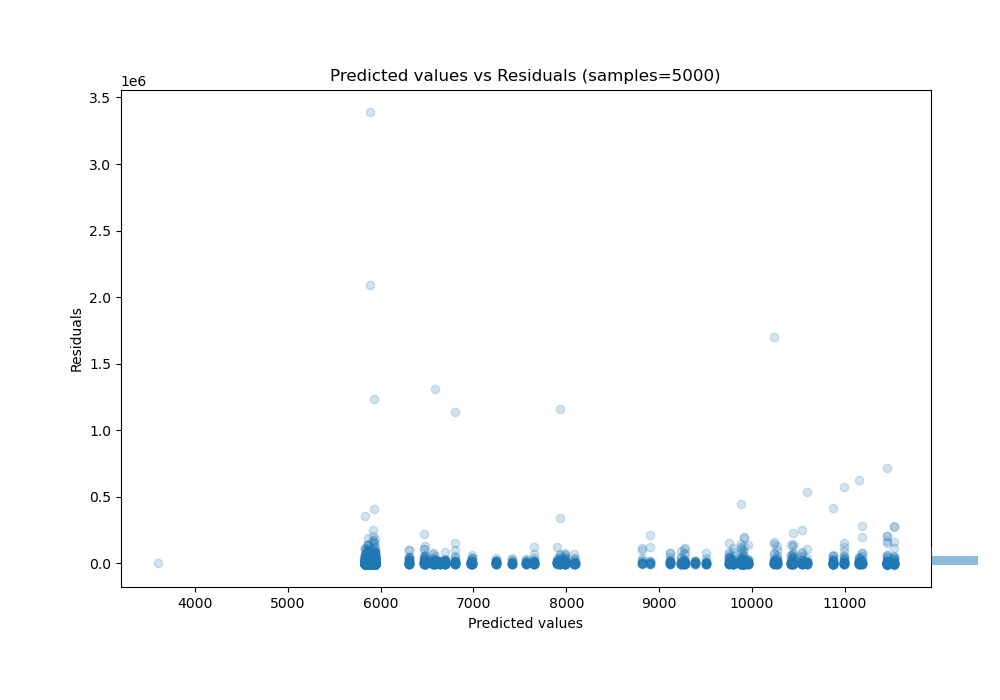 Predicted values vs Residuals (samples=5000)
1e6
3.5
3.0
2.5
2.0
1.5
1.0
0.5
0.0
Residuals
4000 5000 6000 7000 8000 9000 10000 11000
Predicted values